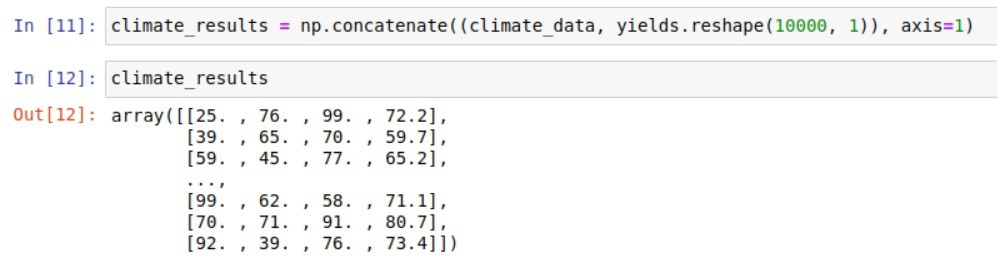 In [11]: climate_results = np.concatenate((climate_data, yields.reshape(10000, 1)), axis=1)
In [12]: climate_results
Out[12]: array([[25. , 76. , 99. , 72.2],
       [39. , 65. , 70. , 59.7],
       [59. , 45. , 77. , 65.2],
       ...,
       [99. , 62. , 58. , 71.1],
       [70. , 71. , 91. , 80.7],
       [92. , 39. , 76. , 73.4]])